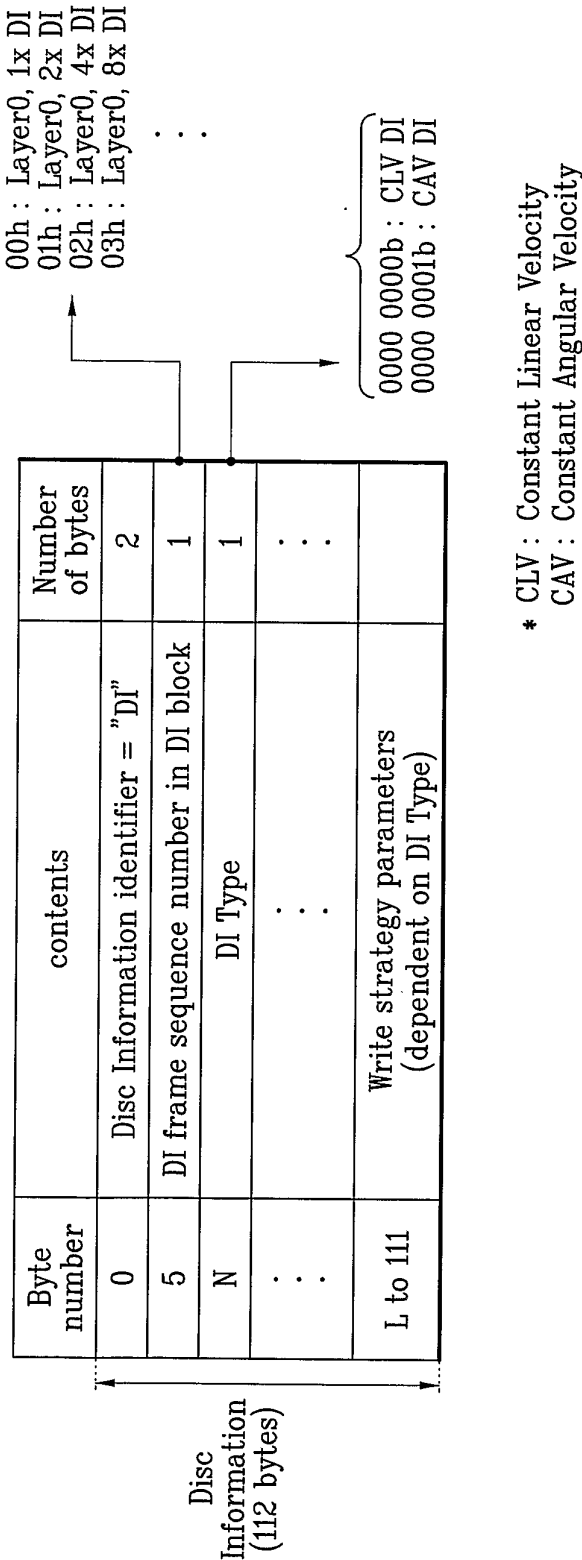 Disc
Information
(112 bytes)
Byte
number
contents
Number
of bytes
0
Disc Information identifier = "DI"
2
5
DI frame sequence number in DI block
1
N
DI Type
1
. . .
. . .
. . .
L to 111
Write strategy parameters
(dependent on DI Type)
00h : Layer0, 1x DI
01h : Layer0, 2x DI
02h : Layer0, 4x DI
03h : Layer0, 8x DI
. . .
0000 0000b : CLV DI
0000 0001b : CAV DI
* CLV : Constant Linear Velocity
CAV : Constant Angular Velocity